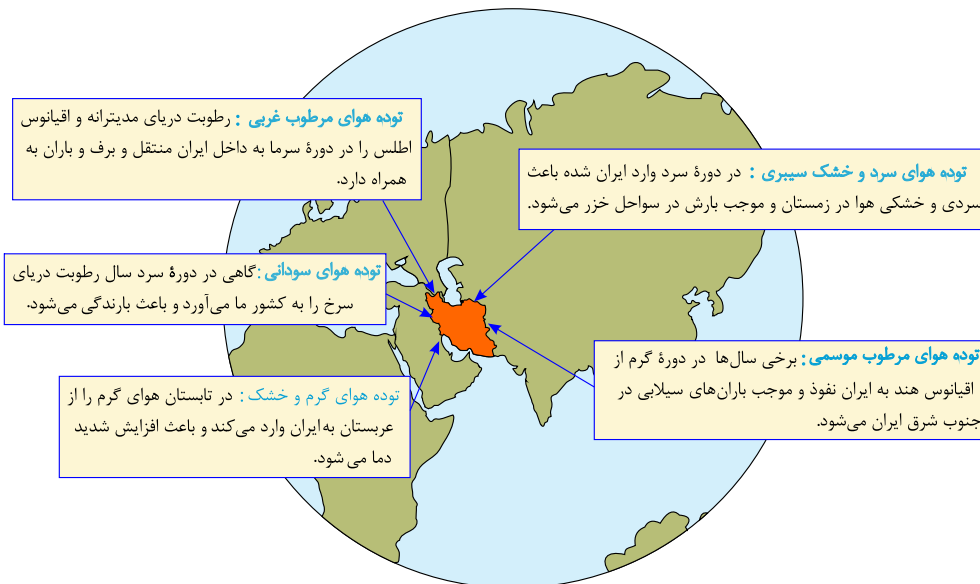 توده هوای مرطوب غربی : رطوبت دریای مدیترانه و اقیانوس
اطلس را در دورهٔ سرما به داخل ایران منتقل و برف و باران به
همراه دارد.
توده هوای سرد و خشک سیبری : در دورهٔ سرد وارد ایران شده باعث
سردی و خشکی هوا در زمستان و موجب بارش در سواحل خزر می‌شود.
توده هوای سودانی : گاهی در دورهٔ سرد سال رطوبت دریای
سرخ را به کشور ما می‌آورد و باعث بارندگی می‌شود.
توده هوای مرطوب موسمی : برخی سال‌ها در دورهٔ گرم از
اقیانوس هند به ایران نفوذ و موجب باران‌های سیلابی در
جنوب شرق ایران می‌شود.
توده هوای گرم و خشک : در تابستان هوای گرم را از
عربستان به‌ایران وارد می‌کند و باعث افزایش شدید
دما می‌شود.